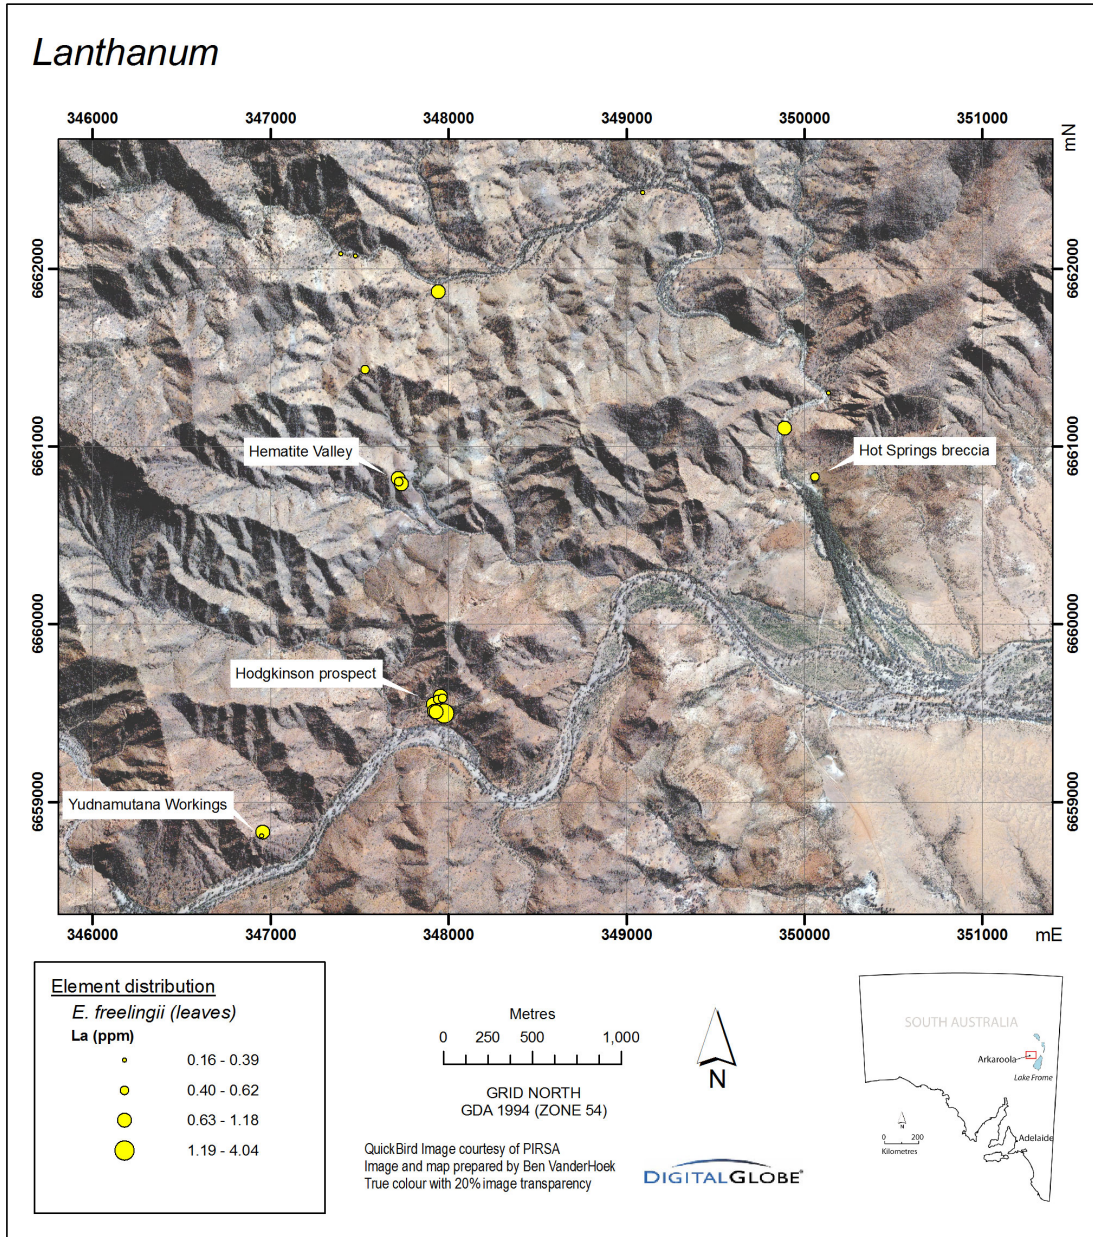 Lanthanum
346000 347000 348000 349000 350000 351000
mN
6662000 6662000
Hematite Valley
Hot Springs breccia
6661000 6661000
6660000 6660000
Hodgkinson prospect
6659000 6659000
Yudnamutana Workings
346000 347000 348000 349000 350000 351000 mE
Element distribution
E. freelingii (leaves)
La (ppm)
0.16 - 0.39
0.40 - 0.62
0.63 - 1.18
1.19 - 4.04
Metres
0 250 500 1,000
GRID NORTH
GDA 1994 (ZONE 54)
N
QuickBird Image courtesy of PIRSA
Image and map prepared by Ben VanderHoek
True colour with 20% image transparency
DIGITALGLOBE®
SOUTH AUSTRALIA
Arkaroola
Lake Frome
N
0 200
Kilometres
Adelaide